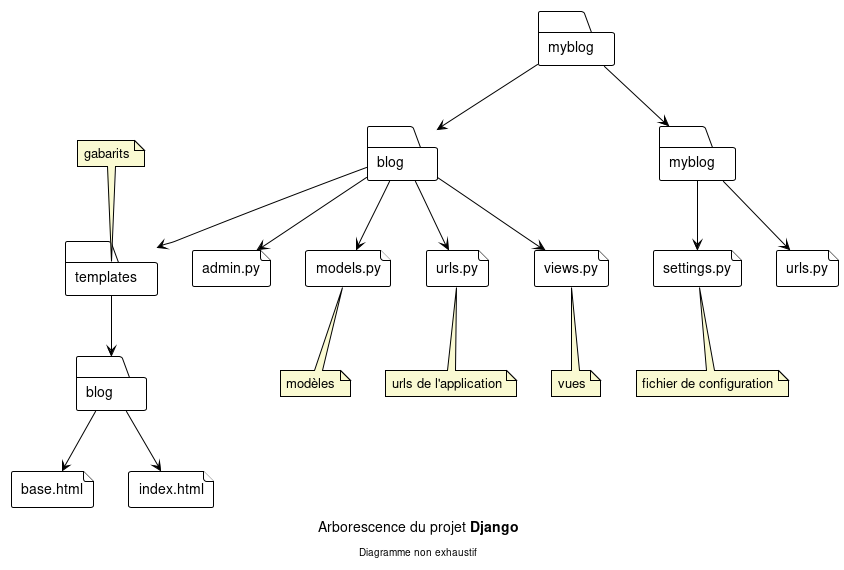 myblog
blog
myblog
gabarits
templates
admin.py
models.py
urls.py
views.py
settings.py
urls.py
modèles
urls de l'application
vues
fichier de configuration
blog
base.html
index.html
Arborescence du projet Django
Diagramme non exhaustif